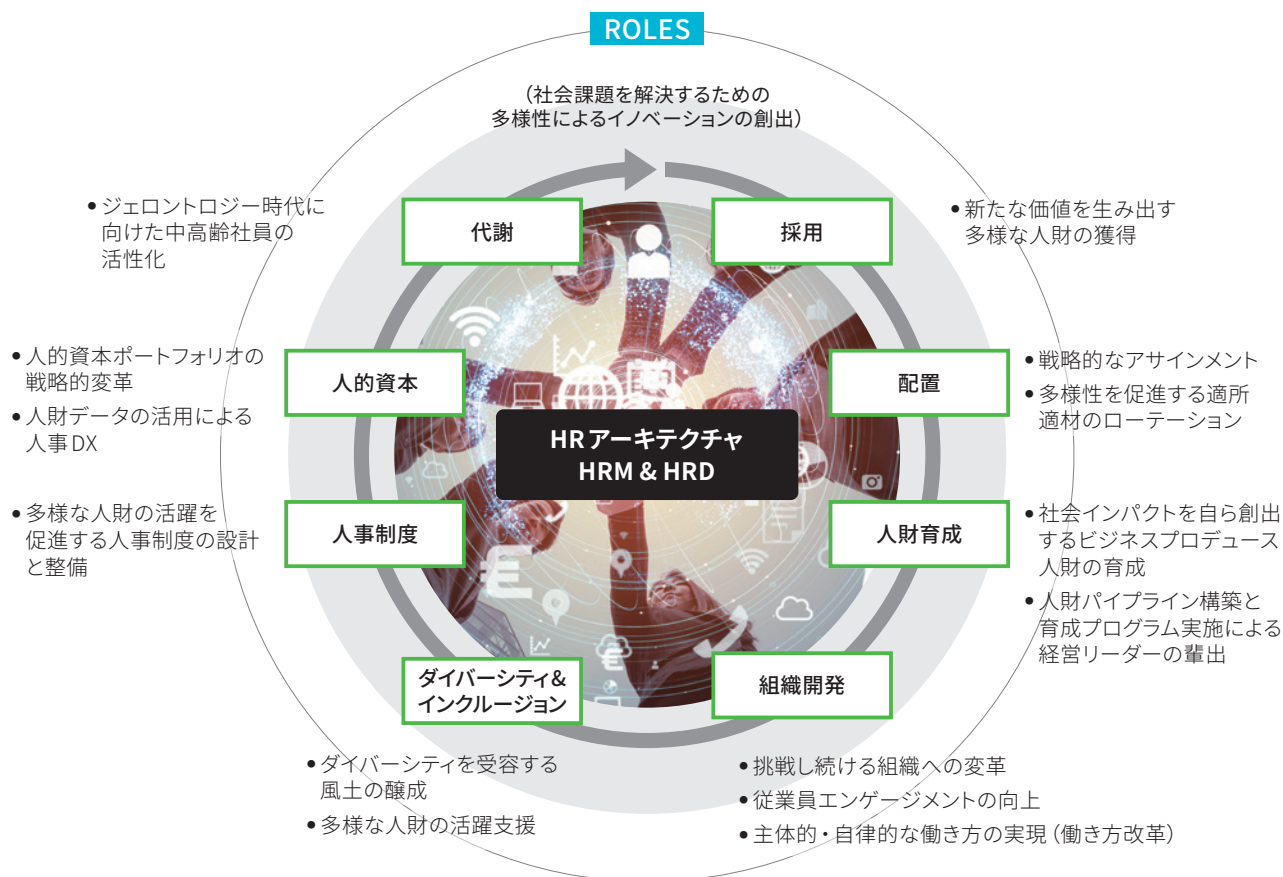 ROLES
（社会課題を解決するための
多様性によるイノベーションの創出）
代謝
• ジェロントロジー時代に
向けた中高齢社員の
活性化
採用
• 新たな価値を生み出す
多様な人財の獲得
人的資本
• 人的資本ポートフォリオの
戦略的変革
• 人財データの活用による
人事DX
配置
• 戦略的なアサインメント
• 多様性を促進する適所
適材のローテーション
HRアーキテクチャ
HRM & HRD
人事制度
• 多様な人財の活躍を
促進する人事制度の設計
と整備
人財育成
• 社会インパクトを自ら創出
するビジネスプロデュース
人財の育成
• 人財パイプライン構築と
育成プログラム実施による
経営リーダーの輩出
ダイバーシティ&
インクルージョン
• ダイバーシティを受容する
風土の醸成
• 多様な人財の活躍支援
組織開発
• 挑戦し続ける組織への変革
• 従業員エンゲージメントの向上
• 主体的・自律的な働き方の実現（働き方改革）